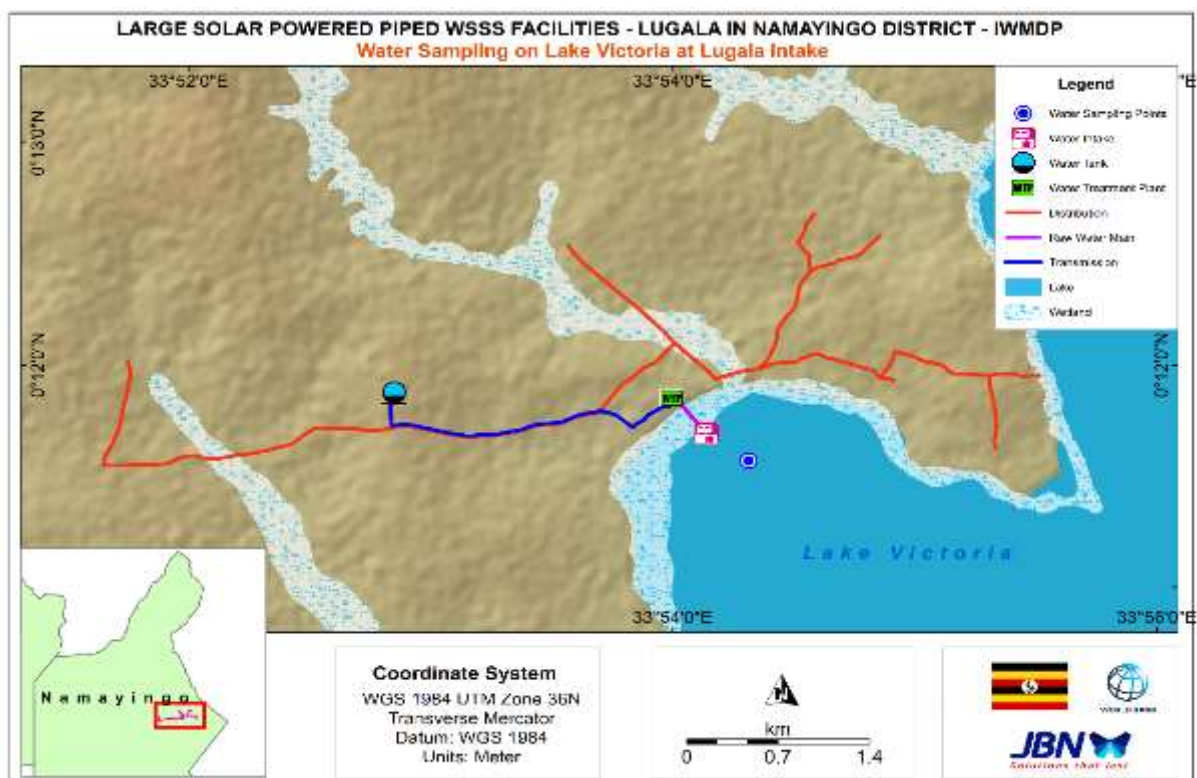 LARGE SOLAR POWERED PIPED WSSS FACILITIES - LUGALA IN NAMAYINGO DISTRICT - IWMDP
Water Sampling on Lake Victoria at Lugala Intake
33°52'0"E
33°54'0"E
0°13'0"N
Legend
Water Sampling Points
Water Intake
Water Tank
Water Treatment Plant
Distribution
Raw Water Main
Transmission
Lake
Wetland
0°12'0"N
0°12'0"N
WTP
Lake Victoria
33°54'0"E
33°56'0"E
Namayingo
Coordinate System
WGS 1984 UTM Zone 36N
Transverse Mercator
Datum: WGS 1984
Units: Meter
N
km
0 0.7 1.4
WORLD BANK
JBN
Solutions that last